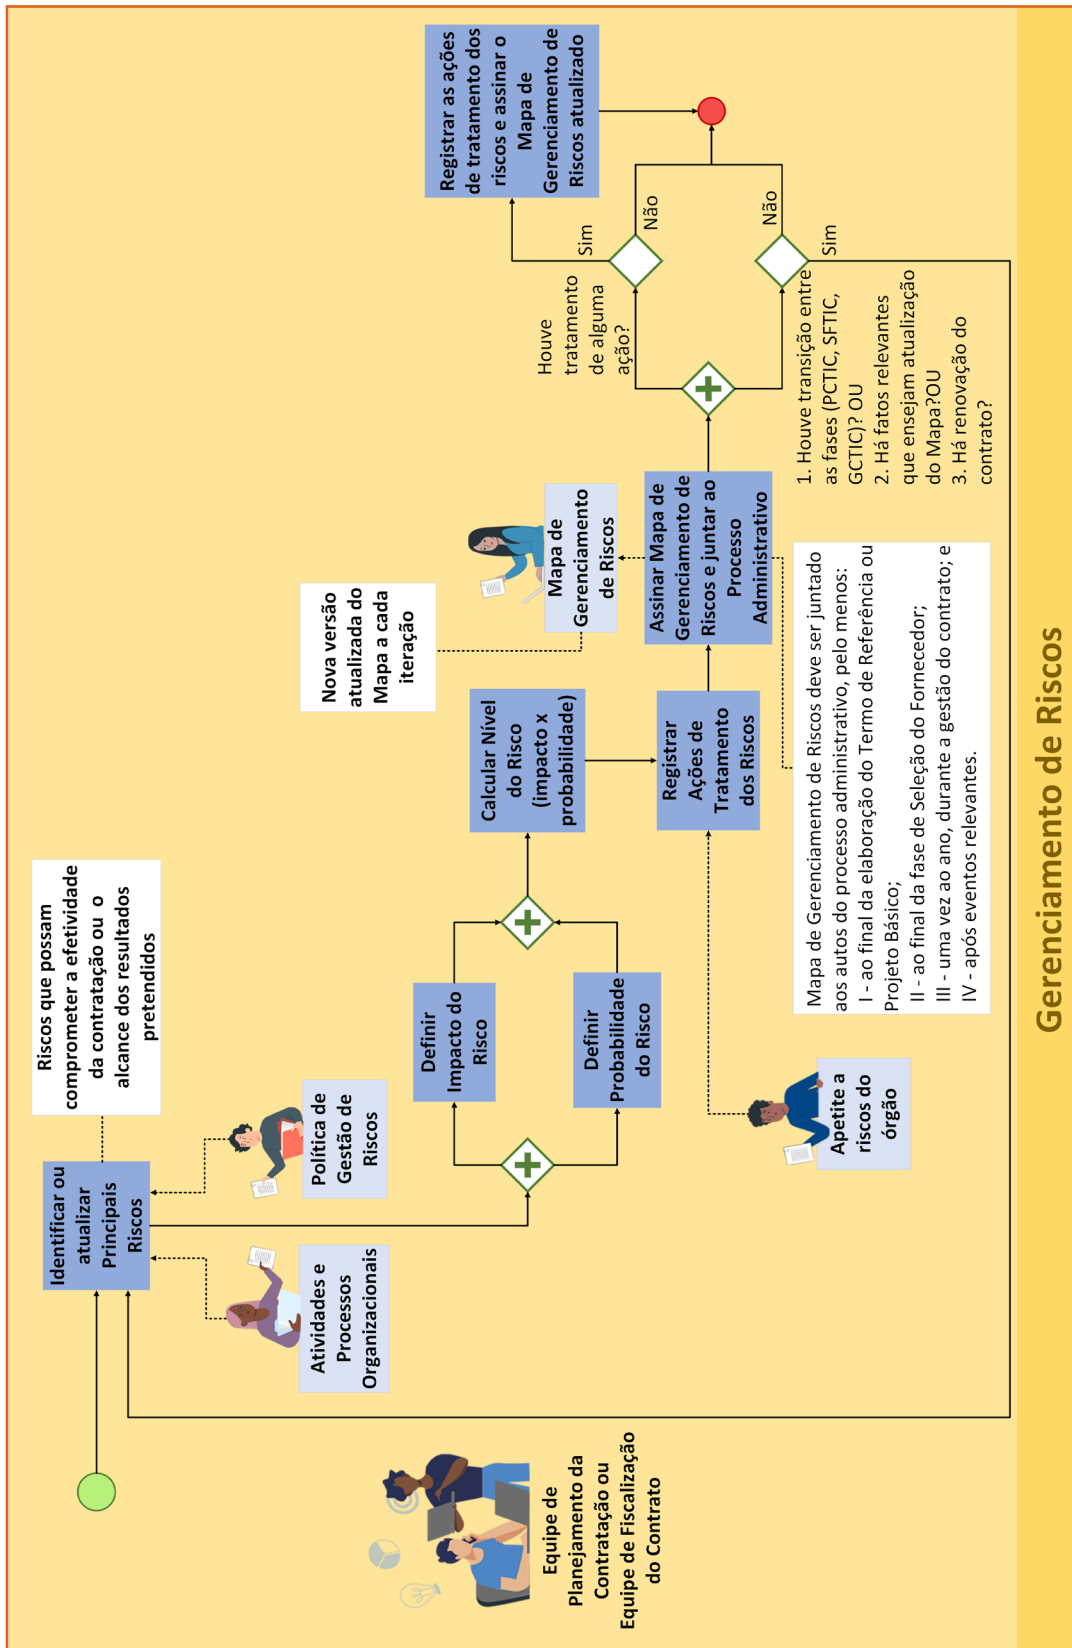 Gerenciamento de Riscos
Equipe de
Planejamento da
Contratação ou
Equipe de Fiscalização
do Contrato
Identificar ou
atualizar
Principais
Riscos
Riscos que possam
comprometer a efetividade
da contratação ou  o
alcance dos resultados
pretendidos
Atividades e
Processos
Organizacionais
Política de
Gestão de
Riscos
Definir
Impacto do
Risco
Definir
Probabilidade
do Risco
Calcular Nível
do Risco
(impacto x
probabilidade)
Apetite a
riscos do
órgão
Registrar
Ações de
Tratamento
dos Riscos
Nova versão
atualizada do
Mapa a cada
iteração
Mapa de
Gerenciamento
de Riscos
Assinar Mapa de
Gerenciamento de
Riscos e juntar ao
Processo
Administrativo
Mapa de Gerenciamento de Riscos deve ser juntado
aos autos do processo administrativo, pelo menos:
I - ao final da elaboração do Termo de Referência ou
Projeto Básico;
II - ao final da fase de Seleção do Fornecedor;
III - uma vez ao ano, durante a gestão do contrato; e
IV - após eventos relevantes.
Houve
tratamento
de alguma
ação?
Sim
Não
Registrar as ações
de tratamento dos
riscos e assinar o
Mapa de
Gerenciamento de
Riscos atualizado
1. Houve transição entre
as fases (PCTIC, SFTIC,
GCTIC)? OU
2. Há fatos relevantes
que ensejam atualização
do Mapa?OU
3. Há renovação do
contrato?
Não
Sim